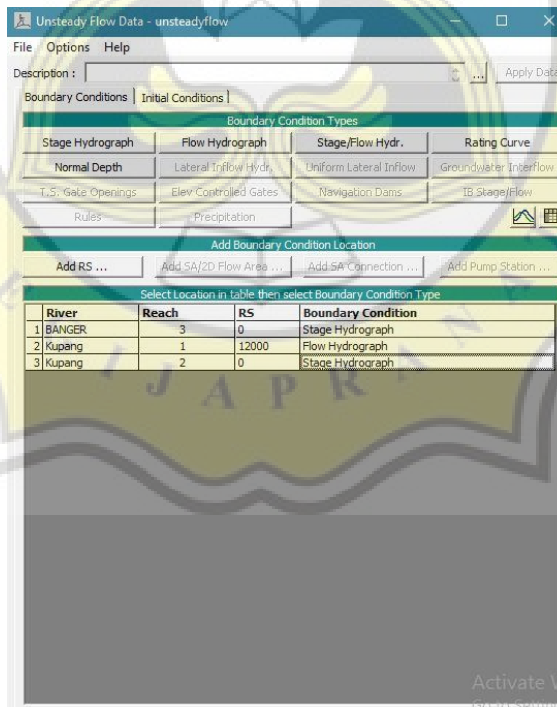 Unsteady Flow Data - unsteadyflow
File Options Help
Description : ... Apply Data
Boundary Conditions Initial Conditions
Boundary Condition Types
Stage Hydrograph Flow Hydrograph Stage/Flow Hydr. Rating Curve
Normal Depth Lateral Inflow Hydr. Uniform Lateral Inflow Groundwater Interflow
T.S. Gate Openings Elev Controlled Gates Navigation Dams IB Stage/Flow
Rules Precipitation
Add Boundary Condition Location
Add RS ... Add SA/2D Flow Area ... Add SA Connection ... Add Pump Station ...
Select Location in table then select Boundary Condition Type
River Reach RS Boundary Condition
1 BANGER 3 0 Stage Hydrograph
2 Kupang 1 12000 Flow Hydrograph
3 Kupang 2 0 Stage Hydrograph
IJAPRANA
Activate W